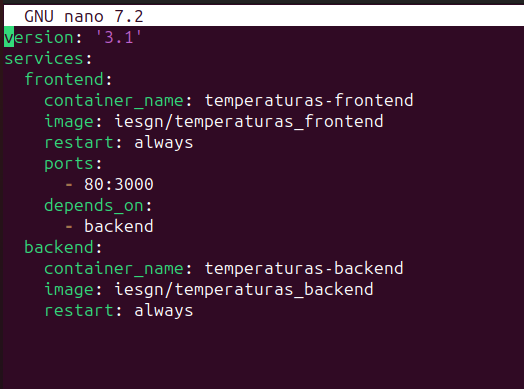 GNU nano 7.2
version: '3.1'
services:
  frontend:
    container_name: temperaturas-frontend
    image: iesgn/temperaturas_frontend
    restart: always
    ports:
      - 80:3000
    depends_on:
      - backend
  backend:
    container_name: temperaturas-backend
    image: iesgn/temperaturas_backend
    restart: always